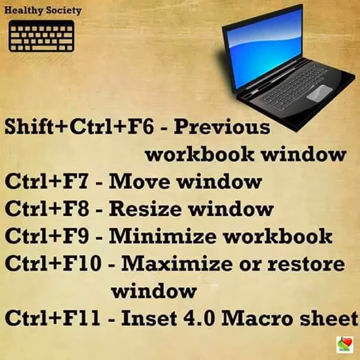 Healthy Society
Shift+Ctrl+F6 - Previous
workbook window
Ctrl+F7 - Move window
Ctrl+F8 - Resize window
Ctrl+F9 - Minimize workbook
Ctrl+F10 - Maximize or restore
window
Ctrl+F11 - Inset 4.0 Macro sheet